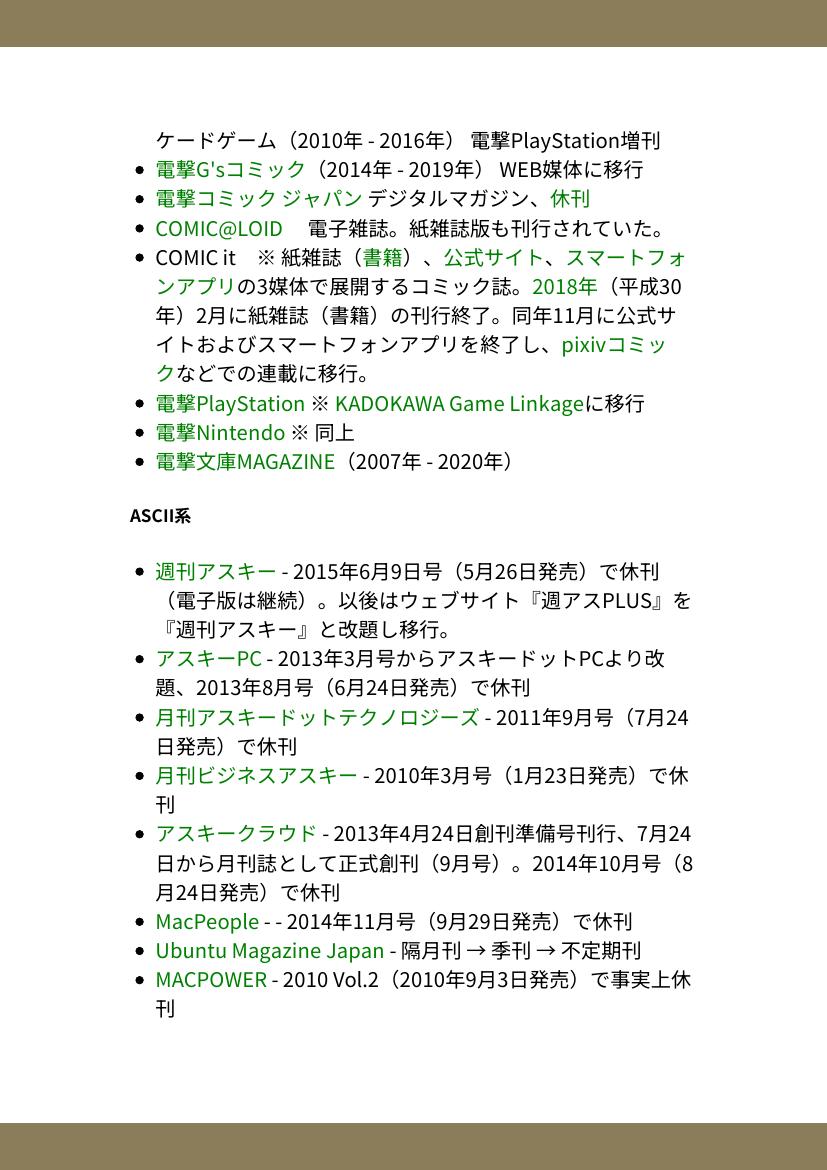 ケードゲーム（2010年 - 2016年） 電撃PlayStation増刊
• 電撃G'sコミック（2014年 - 2019年） WEB媒体に移行
• 電撃コミック ジャパン デジタルマガジン、休刊
• COMIC@LOID　電子雑誌。紙雑誌版も刊行されていた。
• COMIC it　※ 紙雑誌（書籍）、公式サイト、スマートフォ
ンアプリの3媒体で展開するコミック誌。2018年（平成30
年）2月に紙雑誌（書籍）の刊行終了。同年11月に公式サ
イトおよびスマートフォンアプリを終了し、pixivコミッ
クなどでの連載に移行。
• 電撃PlayStation ※ KADOKAWA Game Linkageに移行
• 電撃Nintendo ※ 同上
• 電撃文庫MAGAZINE（2007年 - 2020年）
ASCII系
• 週刊アスキー - 2015年6月9日号（5月26日発売）で休刊
（電子版は継続）。以後はウェブサイト『週アスPLUS』を
『週刊アスキー』と改題し移行。
• アスキーPC - 2013年3月号からアスキードットPCより改
題、2013年8月号（6月24日発売）で休刊
• 月刊アスキードットテクノロジーズ - 2011年9月号（7月24
日発売）で休刊
• 月刊ビジネスアスキー - 2010年3月号（1月23日発売）で休
刊
• アスキークラウド - 2013年4月24日創刊準備号刊行、7月24
日から月刊誌として正式創刊（9月号）。2014年10月号（8
月24日発売）で休刊
• MacPeople - - 2014年11月号（9月29日発売）で休刊
• Ubuntu Magazine Japan - 隔月刊 → 季刊 → 不定期刊
• MACPOWER - 2010 Vol.2（2010年9月3日発売）で事実上休
刊